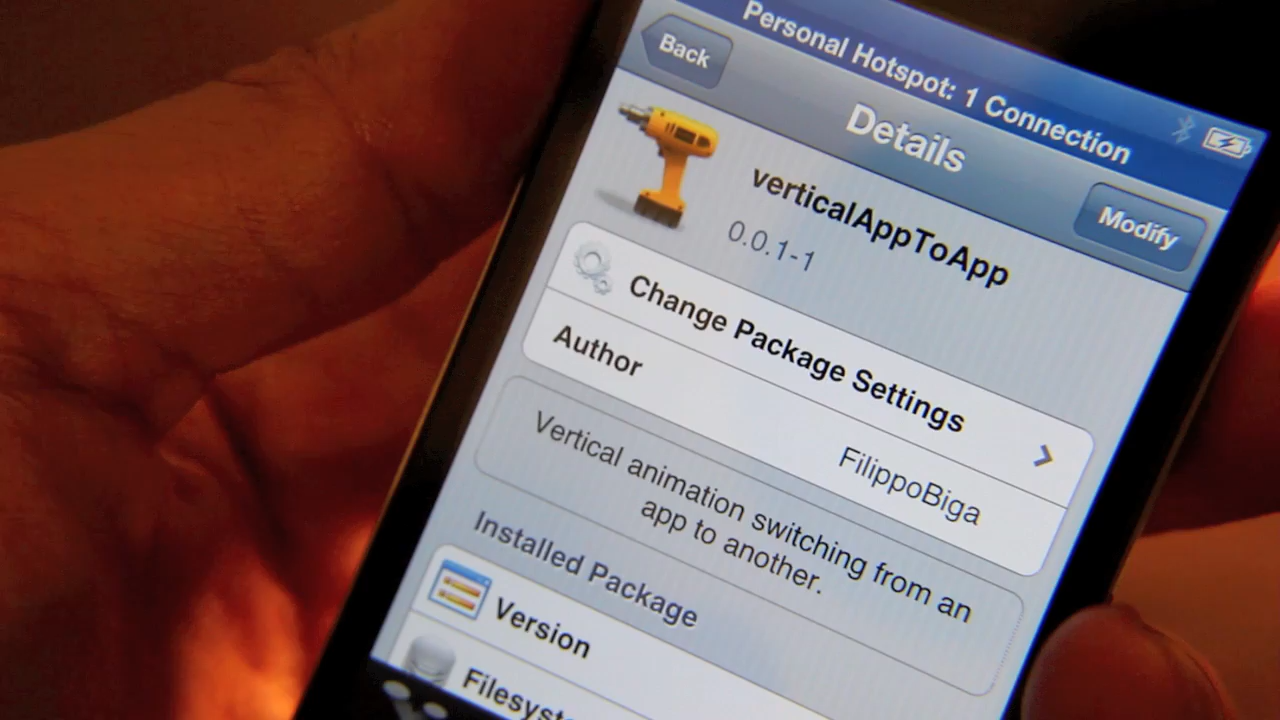 Personal Hotspot: 1 Connection
Back
Details
Modify
verticalAppToApp
0.0.1-1
Change Package Settings
Author
FilippoBiga
Vertical animation switching from an
app to another.
Installed Package
Version